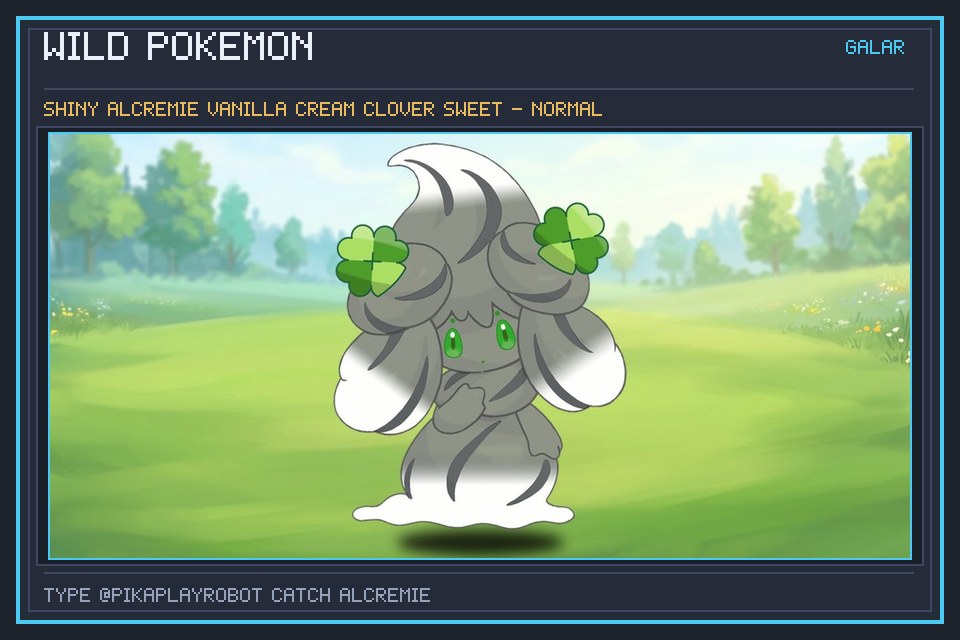 WILD POKEMON
GALAR
SHINY ALCREMIE VANILLA CREAM CLOVER SWEET - NORMAL
TYPE @PIKAPLAYROBOT CATCH ALCREMIE